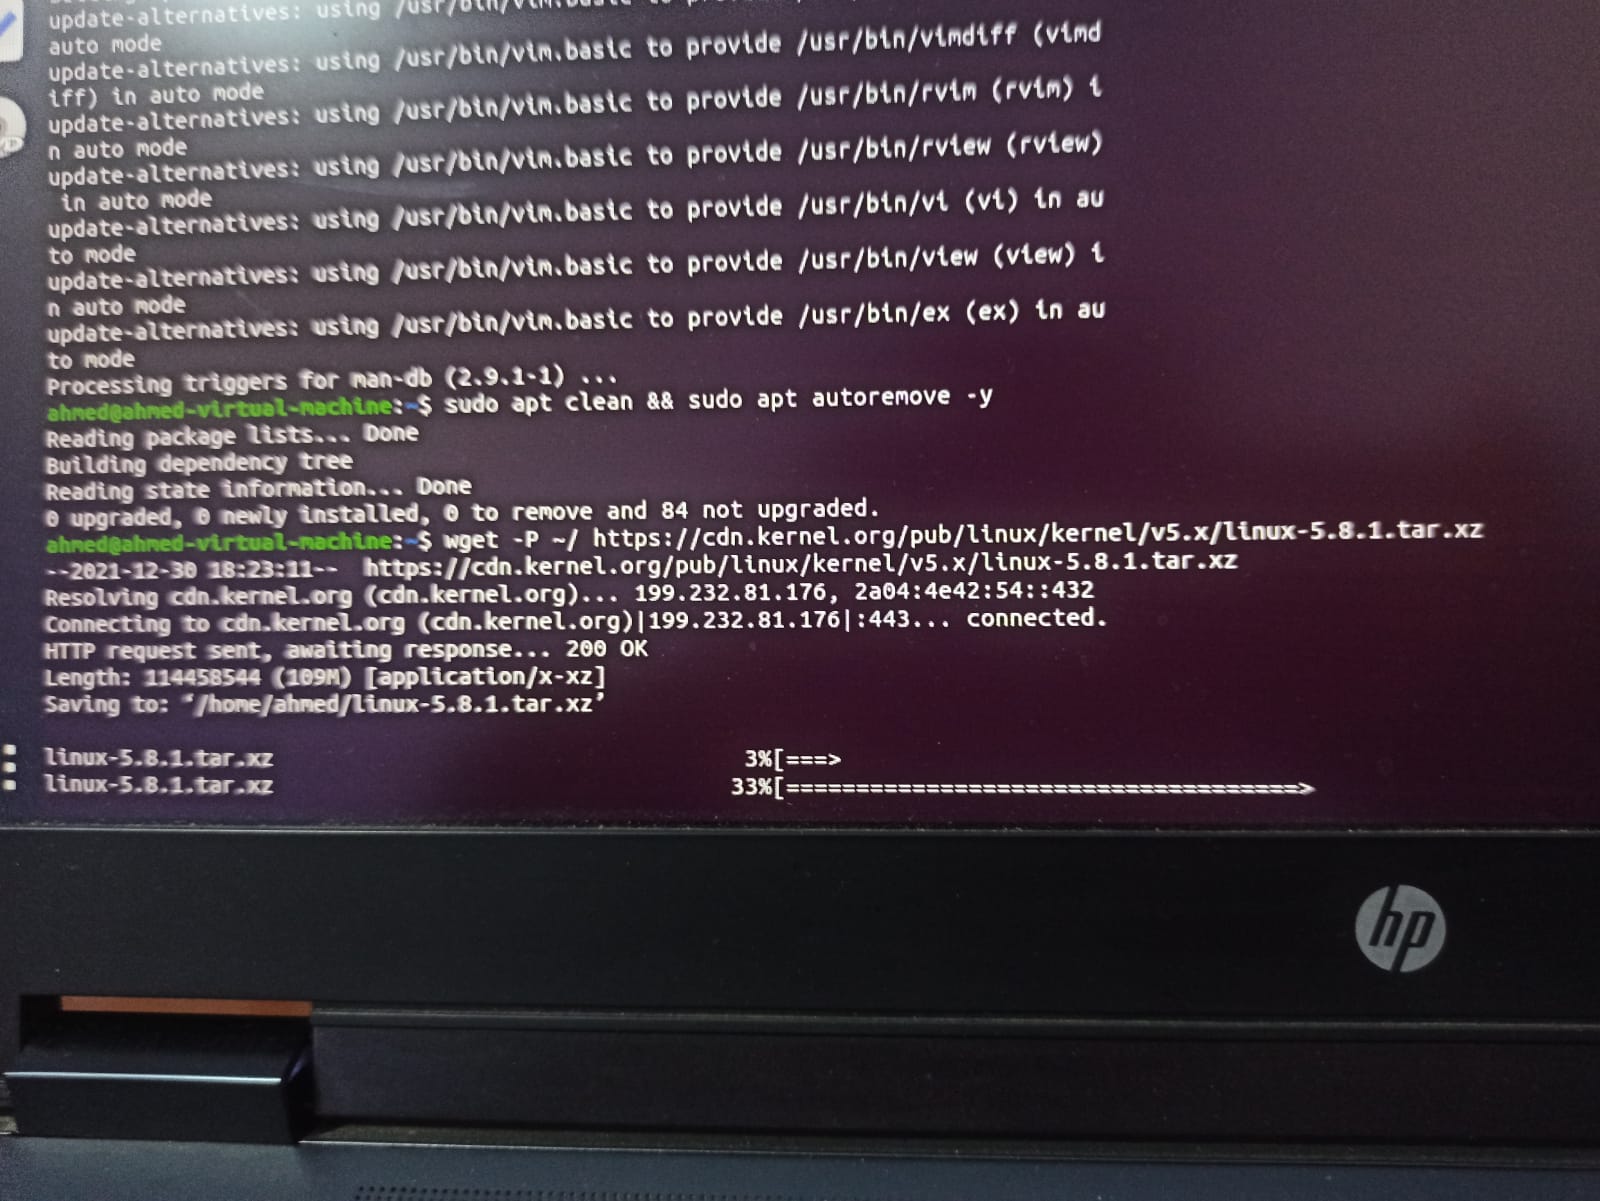 update-alternatives: using /usr/bin/vim.basic to provide
auto mode
update-alternatives: using /usr/bin/vim.basic to provide /usr/bin/vimdiff (vimd
iff) in auto mode
update-alternatives: using /usr/bin/vim.basic to provide /usr/bin/rvim (rvim) i
n auto mode
update-alternatives: using /usr/bin/vim.basic to provide /usr/bin/rview (rview)
 in auto mode
update-alternatives: using /usr/bin/vim.basic to provide /usr/bin/vi (vi) in au
to mode
update-alternatives: using /usr/bin/vim.basic to provide /usr/bin/view (view) i
n auto mode
update-alternatives: using /usr/bin/vim.basic to provide /usr/bin/ex (ex) in au
to mode
Processing triggers for man-db (2.9.1-1) ...
ahmed@ahmed-virtual-machine:~$ sudo apt clean && sudo apt autoremove -y
Reading package lists... Done
Building dependency tree
Reading state information... Done
0 upgraded, 0 newly installed, 0 to remove and 84 not upgraded.
ahmed@ahmed-virtual-machine:~$ wget -P ~/ https://cdn.kernel.org/pub/linux/kernel/v5.x/linux-5.8.1.tar.xz
--2021-12-30 18:23:11--  https://cdn.kernel.org/pub/linux/kernel/v5.x/linux-5.8.1.tar.xz
Resolving cdn.kernel.org (cdn.kernel.org)... 199.232.81.176, 2a04:4e42:54::432
Connecting to cdn.kernel.org (cdn.kernel.org)|199.232.81.176|:443... connected.
HTTP request sent, awaiting response... 200 OK
Length: 114458544 (109M) [application/x-xz]
Saving to: ‘/home/ahmed/linux-5.8.1.tar.xz’
linux-5.8.1.tar.xz 3%[===>
linux-5.8.1.tar.xz 33%[=====================================>
hp